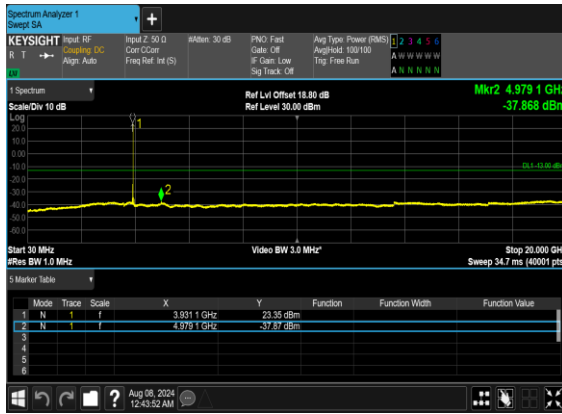 Spectrum Analyzer 1
Swept SA
+
KEYSIGHT Input: RF Input Z: 50 Ω #Atten: 30 dB PNO: Fast Avg Type: Power (RMS) 1 2 3 4 5 6
R T Coupling: DC Corr CCorr Gate: Off Avg|Hold: 100/100 A W W W W W
Align: Auto Freq Ref: Int (S) IF Gain: Low Trig: Free Run
LXI Sig Track: Off A N N N N N
1 Spectrum
Scale/Div 10 dB
Ref Lvl Offset 18.80 dB
Ref Level 30.00 dBm
Mkr2 4.979 1 GHz
-37.868 dBm
Log
20.0
10.0
0.00
-10.0
-20.0
-30.0
-40.0
-50.0
-60.0
1
2
DL1 -13.00 dBm
Start 30 MHz Video BW 3.0 MHz* Stop 20.000 GHz
#Res BW 1.0 MHz Sweep 34.7 ms (40001 pts)
5 Marker Table
Mode Trace Scale X Y Function Function Width Function Value
1 N 1 f 3.931 1 GHz 23.35 dBm
2 N 1 f 4.979 1 GHz -37.87 dBm
3
4
5
6
? Aug 08, 2024
12:43:52 AM